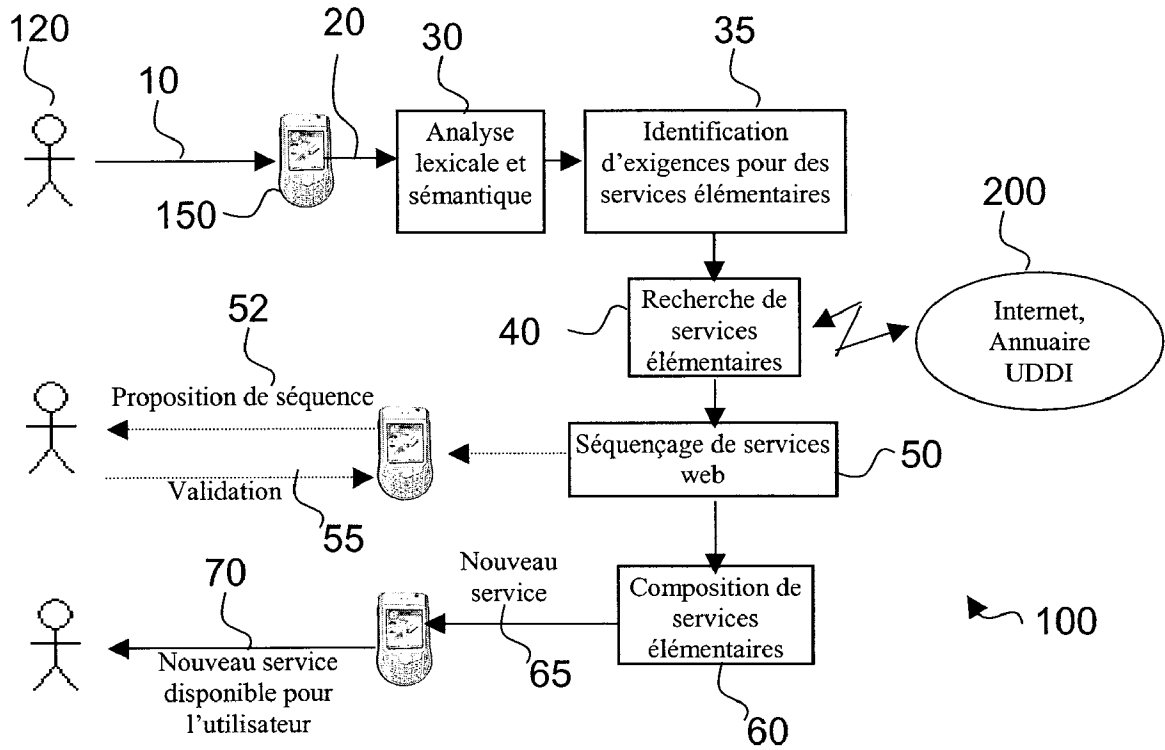 120
10
20
30
35
Analyse
lexicale et
sémantique
Identification
d'exigences pour des
services élémentaires
150
200
Recherche de
services
élémentaires
40
Internet,
Annuaire
UDDI
52
Proposition de séquence
Validation
55
Séquençage de services
web
50
70
Nouveau
service
65
Composition de
services
élémentaires
60
100
Nouveau service
disponible pour
l'utilisateur